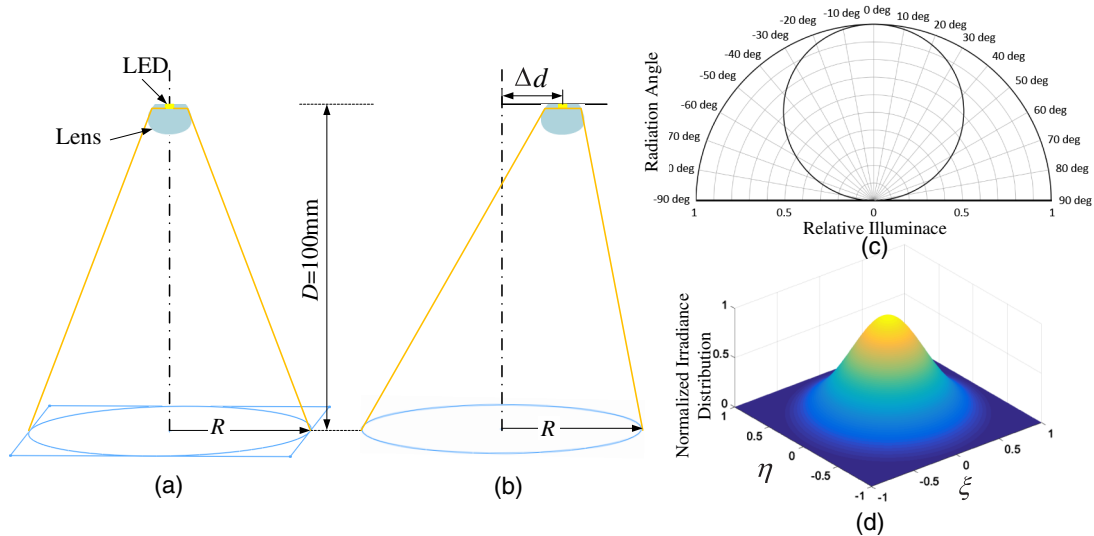 LED
Lens
R
(a)
Δd
D=100mm
R
(b)
0 deg
-10 deg
10 deg
-20 deg
20 deg
-30 deg
30 deg
-40 deg
40 deg
-50 deg
50 deg
-60 deg
60 deg
70 deg
70 deg
0 deg
80 deg
-90 deg
90 deg
1
0.5
0
0.5
1
Radiation Angle
Relative Illuminace
(c)
Normalized Irradiance
Distribution
1
0.5
0
1
0.5
0
-0.5
-1
η
-1
-0.5
0
0.5
1
ξ
(d)